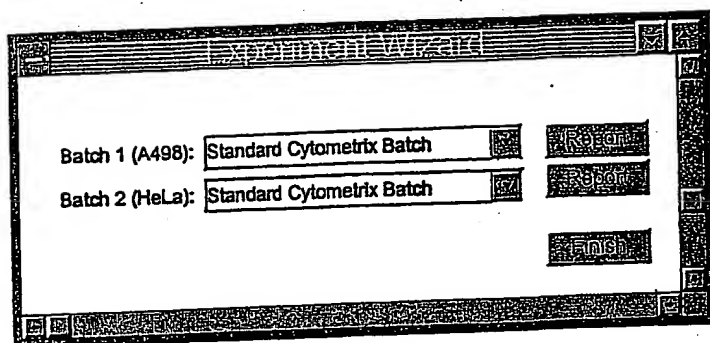 Experiment Wizard
Batch 1 (A498): Standard Cytometrix Batch Report
Batch 2 (HeLa): Standard Cytometrix Batch Report
Finish